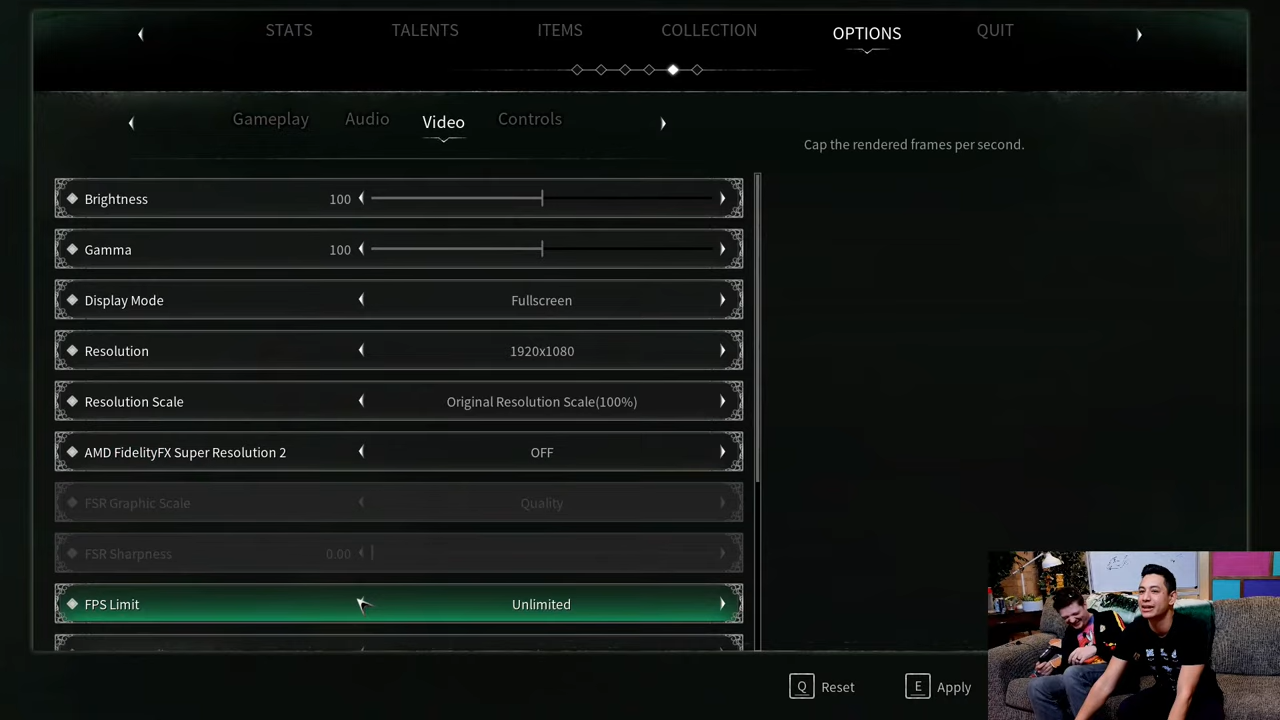 STATS TALENTS ITEMS COLLECTION OPTIONS QUIT
Gameplay Audio Video Controls
Cap the rendered frames per second.
Brightness 100
Gamma 100
Display Mode Fullscreen
Resolution 1920x1080
Resolution Scale Original Resolution Scale(100%)
AMD FidelityFX Super Resolution 2 OFF
FSR Graphic Scale Quality
FSR Sharpness 0.00
FPS Limit Unlimited
Q Reset E Apply